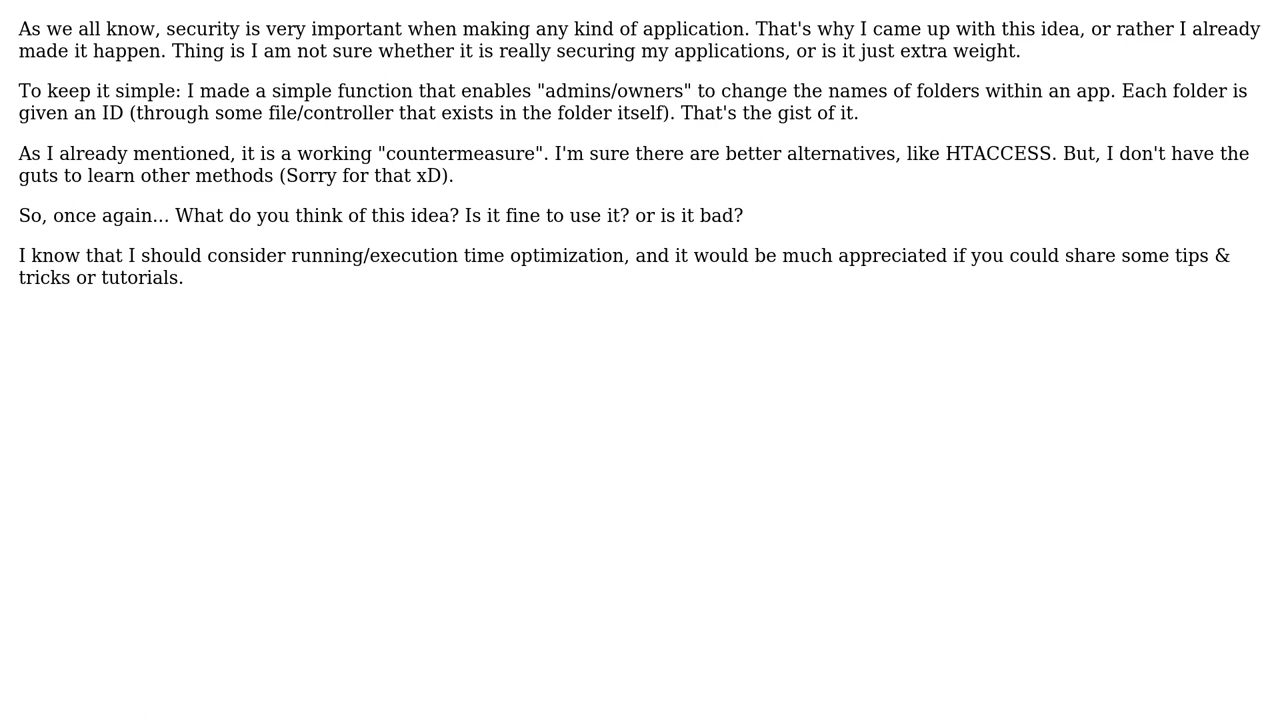 As we all know, security is very important when making any kind of application. That's why I came up with this idea, or rather I already
made it happen. Thing is I am not sure whether it is really securing my applications, or is it just extra weight.
To keep it simple: I made a simple function that enables "admins/owners" to change the names of folders within an app. Each folder is
given an ID (through some file/controller that exists in the folder itself). That's the gist of it.
As I already mentioned, it is a working "countermeasure". I'm sure there are better alternatives, like HTACCESS. But, I don't have the
guts to learn other methods (Sorry for that xD).
So, once again... What do you think of this idea? Is it fine to use it? or is it bad?
I know that I should consider running/execution time optimization, and it would be much appreciated if you could share some tips &
tricks or tutorials.